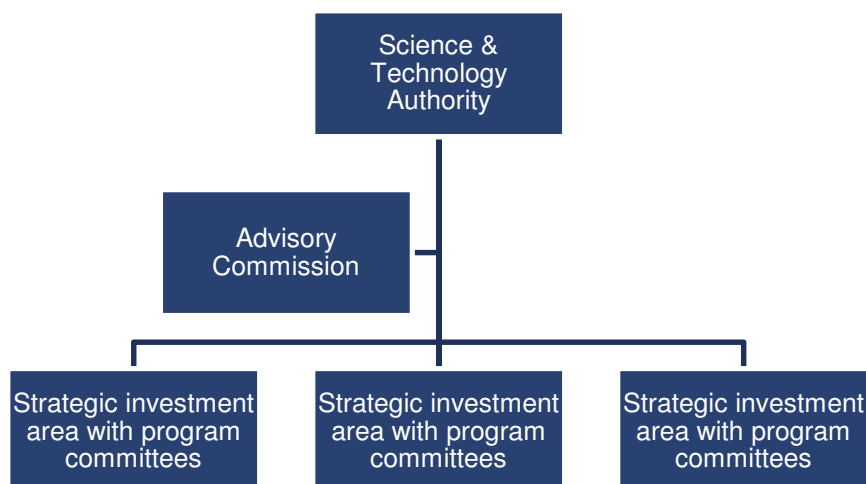 Science &
Technology
Authority
Advisory
Commission
Strategic investment
area with program
committees
Strategic investment
area with program
committees
Strategic investment
area with program
committees